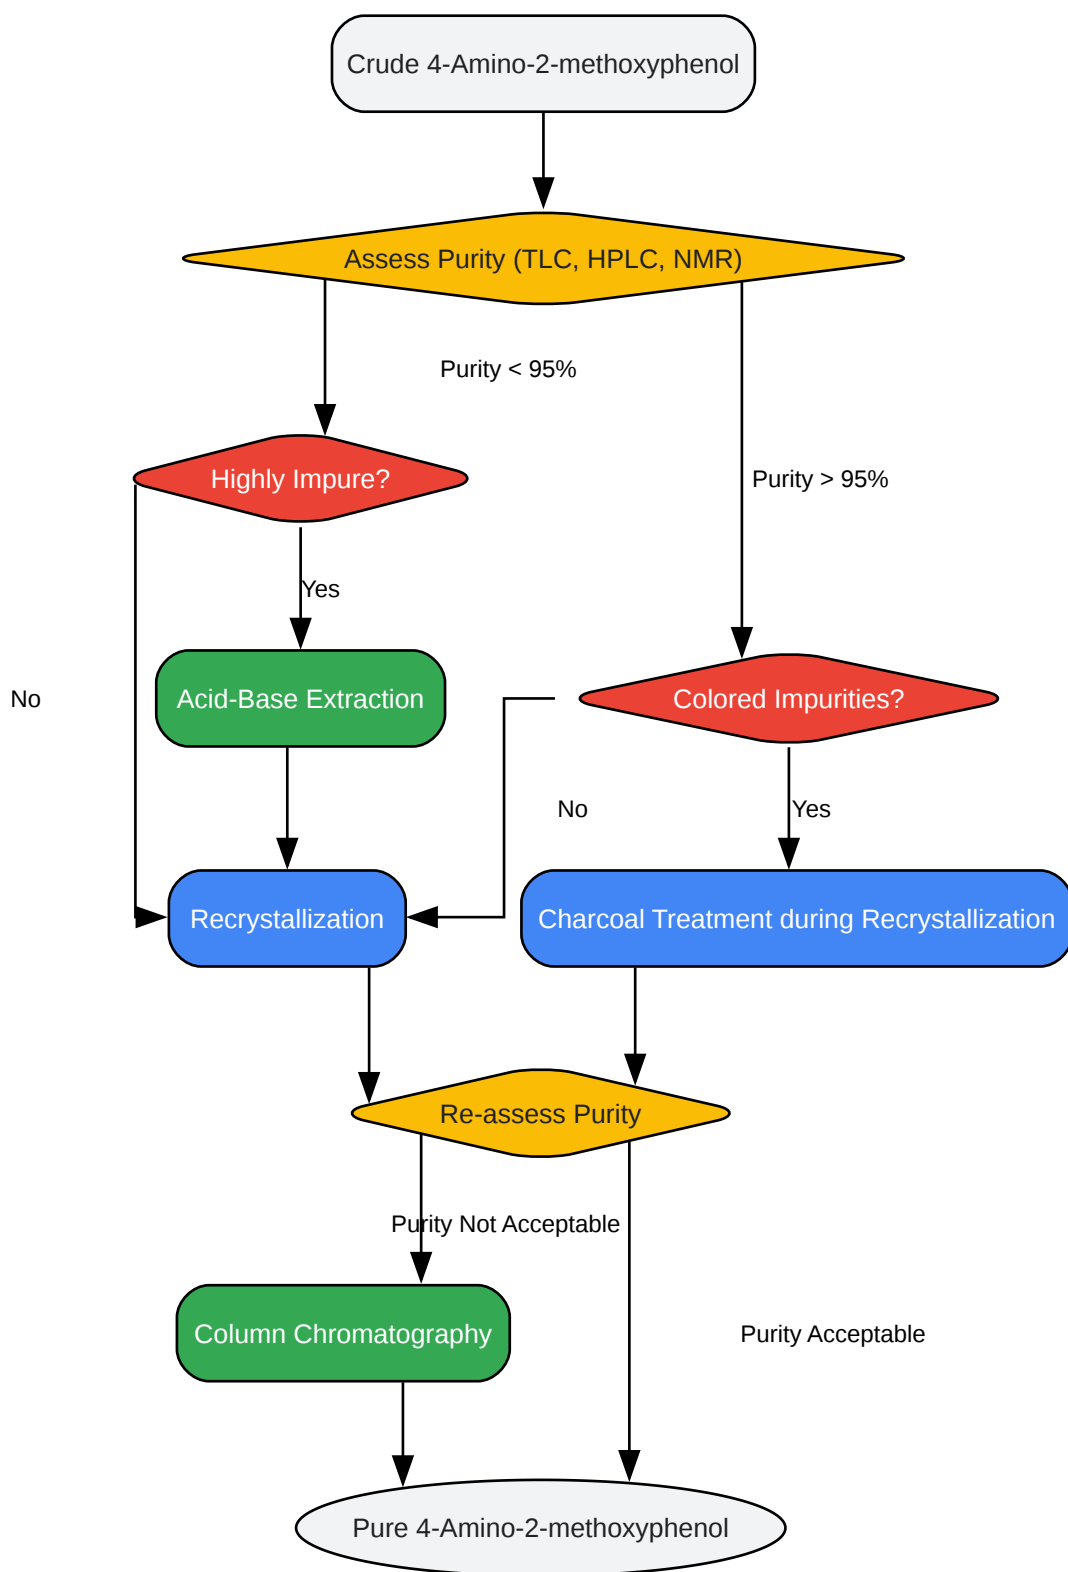 Crude 4-Amino-2-methoxyphenol
Assess Purity (TLC, HPLC, NMR)
Purity < 95%
Highly Impure?
Purity > 95%
Yes
No
Acid-Base Extraction
Colored Impurities?
No
Yes
Recrystallization
Charcoal Treatment during Recrystallization
Re-assess Purity
Purity Not Acceptable
Column Chromatography
Purity Acceptable
Pure 4-Amino-2-methoxyphenol